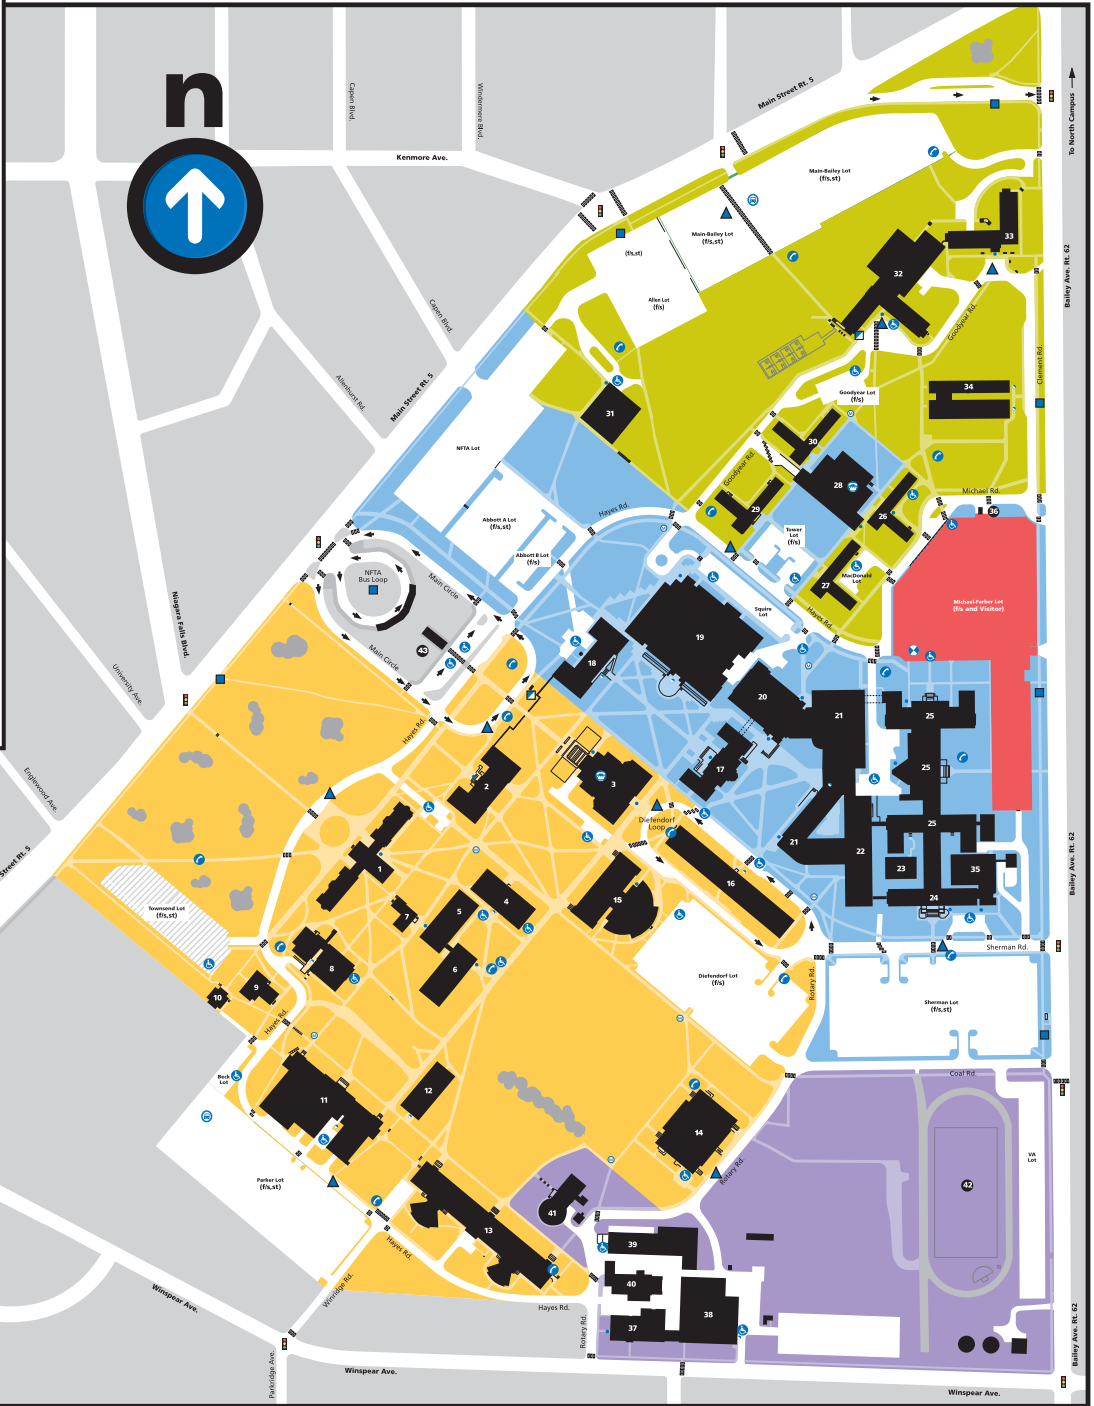 n
Capen Blvd.
Windermere Blvd.
Main Street Rt. 5
To North Campus
Kenmore Ave.
Main-Bailey Lot
(f/s,st)
Main-Bailey Lot
(f/s,st)
(f/s,st)
Allen Lot
(f/s)
33
32
Bailey Ave. Rt. 62
Goodyear Rd.
Capen Blvd.
Allenhurst Rd.
Main Street Rt. 5
Clement Rd.
34
Goodyear Lot
(f/s)
31
30
NFTA Lot
Goodyear Rd.
28
Michael Rd.
29
26
36
Hayes Rd.
Abbott A Lot
(f/s,st)
Tower
Lot
(f/s)
Abbott B Lot
(f/s)
NFTA
Bus Loop
Main Circle
MacDonald
Lot
27
Michael-Parker Lot
(f/s and Visitor)
Squire
Lot
Hayes Rd.
Niagara Falls Blvd.
19
43
Main Circle
18
University Ave.
20
21
25
Hayes Rd.
17
25
Englewood Ave.
2
3
Diefendorf
Loop
25
21
22
Street Rt. 5
1
16
23
35
Bailey Ave. Rt. 62
15
24
4
5
7
Townsend Lot
(f/s,st)
Sherman Rd.
8
6
Diefendorf Lot
(f/s)
Rotary Rd.
9
10
Sherman Lot
(f/s,st)
Hayes Rd.
Beck
Lot
Coal Rd.
12
11
14
VA
Lot
Parker Lot
(f/s,st)
Rotary Rd.
42
41
13
39
Hayes Rd.
40
Winridge Rd.
Winspear Ave.
Hayes Rd.
38
37
Rotary Rd.
Bailey Ave. Rt. 62
Parkridge Ave.
Winspear Ave.
Winspear Ave.